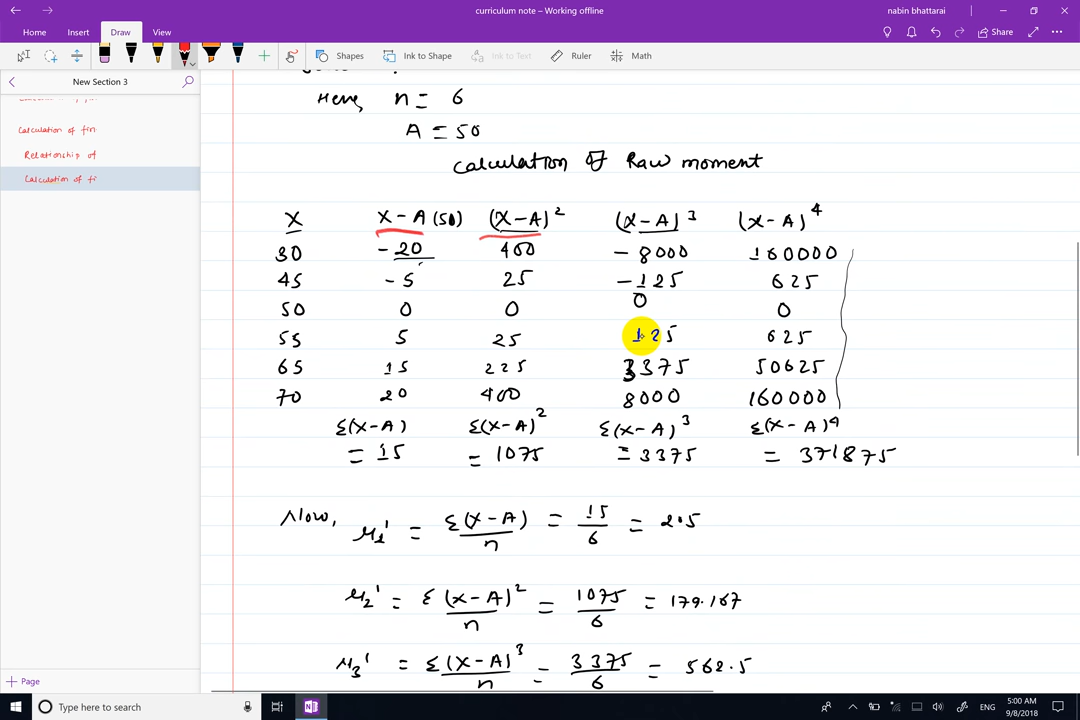 curriculum note – Working offline
nabin bhattarai
Home Insert Draw View
Share
Shapes Ink to Shape Ink to Text Ruler Math
New Section 3
Calculation of fin
Relationship of
Calculation of fi
Page
Here, n = 6
A = 50
Calculation of Raw moment
X X-A (50) (X-A)² (X-A)³ (X-A)⁴
30 -20 400 -8000 160000
45 -5 25 -125 625
50 0 0 0 0
55 5 25 125 625
65 15 225 3375 50625
70 20 400 8000 160000
Σ(X-A) Σ(X-A)² Σ(X-A)³ Σ(X-A)⁴
= 15 = 1075 = 3375 = 371875
Now, μ₁' = Σ(X-A)/n = 15/6 = 2.5
μ₂' = Σ(X-A)²/n = 1075/6 = 179.167
μ₃' = Σ(X-A)³/n = 3375/6 = 562.5
Type here to search
ENG
5:00 AM
9/8/2018